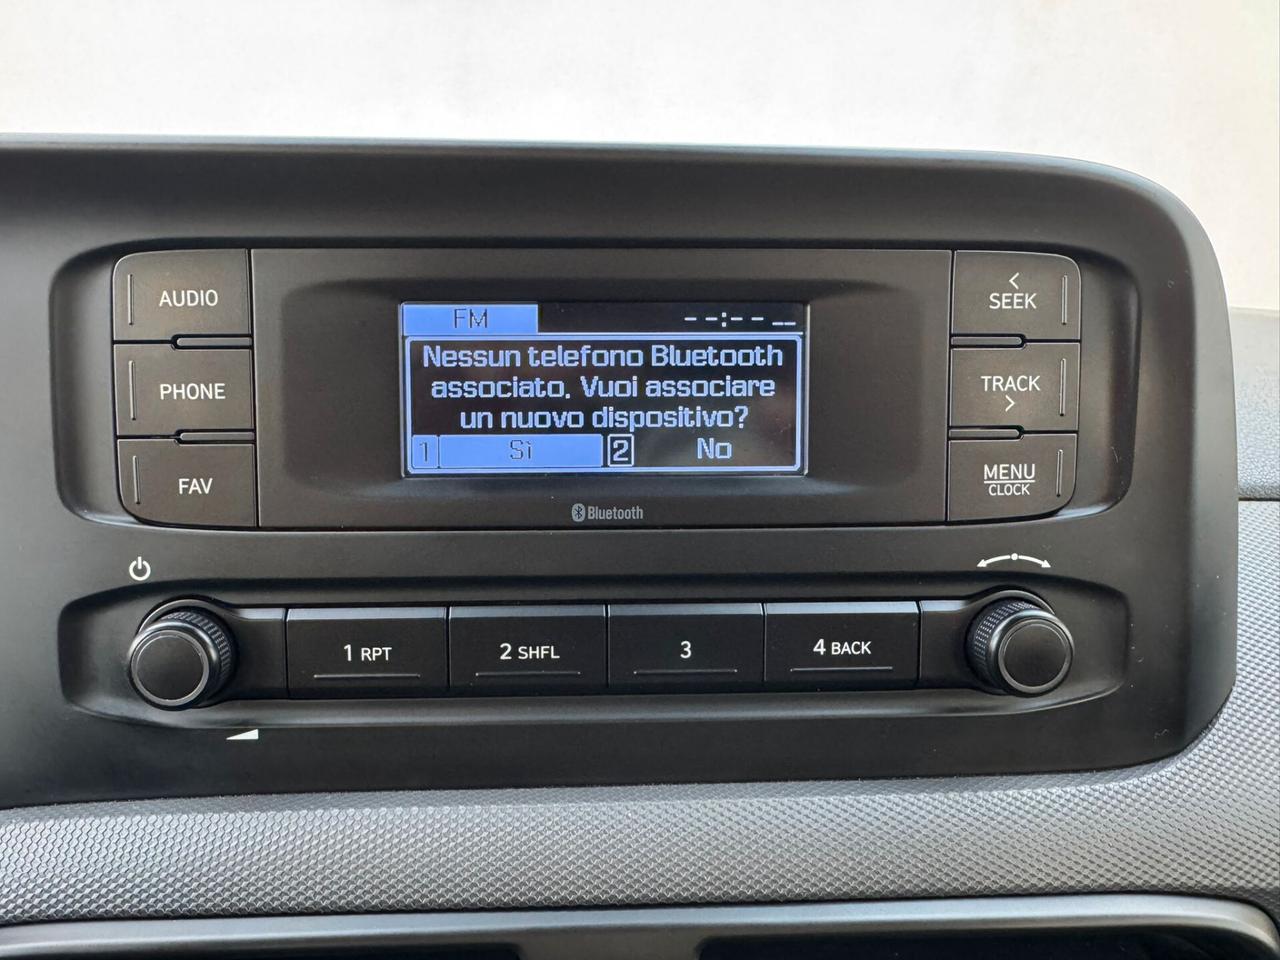 AUDIO
PHONE
FAV
FM --:-- __
Nessun telefono Bluetooth
associato. Vuoi associare
un nuovo dispositivo?
1 Sì 2 No
Bluetooth
< 
SEEK
TRACK
>
MENU
CLOCK
1 RPT
2 SHFL
3
4 BACK